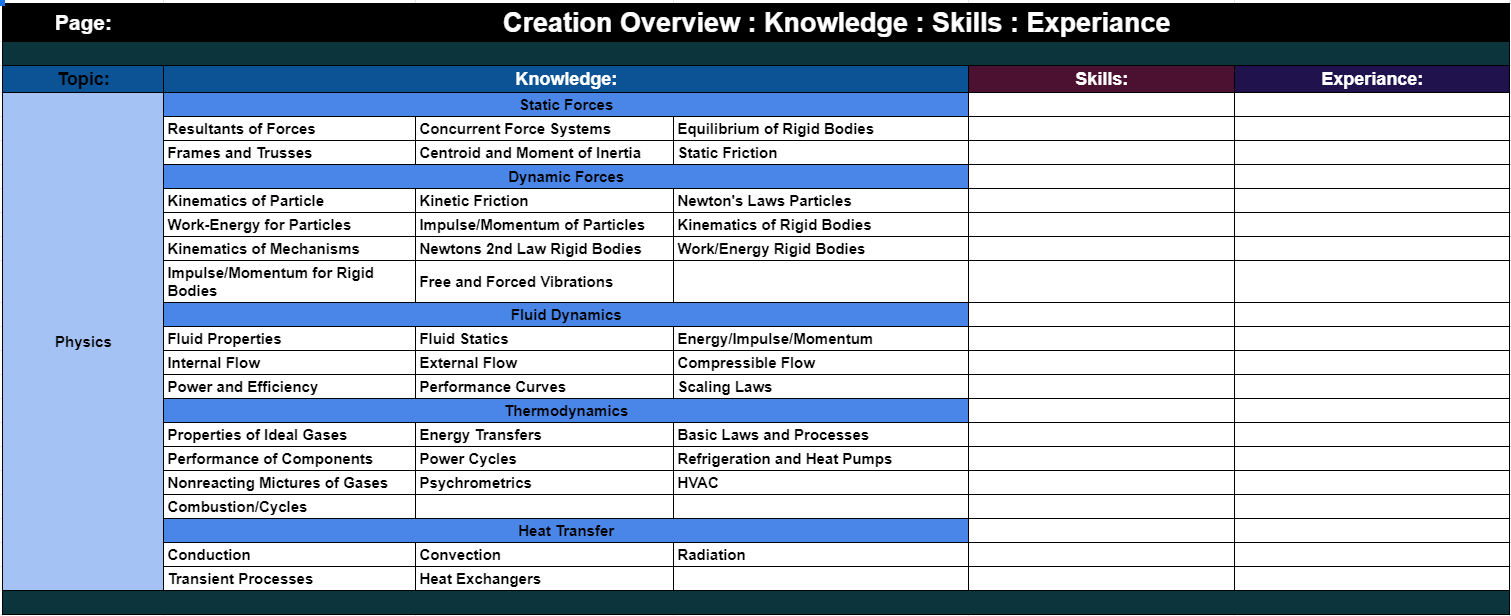 Page: Creation Overview : Knowledge : Skills : Experiance
Topic: Knowledge: Skills: Experiance:
Static Forces
Resultants of Forces Concurrent Force Systems Equilibrium of Rigid Bodies
Frames and Trusses Centroid and Moment of Inertia Static Friction
Dynamic Forces
Kinematics of Particle Kinetic Friction Newton's Laws Particles
Work-Energy for Particles Impulse/Momentum of Particles Kinematics of Rigid Bodies
Kinematics of Mechanisms Newtons 2nd Law Rigid Bodies Work/Energy Rigid Bodies
Impulse/Momentum for Rigid
Bodies
Free and Forced Vibrations
Fluid Dynamics
Physics
Fluid Properties Fluid Statics Energy/Impulse/Momentum
Internal Flow External Flow Compressible Flow
Power and Efficiency Performance Curves Scaling Laws
Thermodynamics
Properties of Ideal Gases Energy Transfers Basic Laws and Processes
Performance of Components Power Cycles Refrigeration and Heat Pumps
Nonreacting Mictures of Gases Psychrometrics HVAC
Combustion/Cycles
Heat Transfer
Conduction Convection Radiation
Transient Processes Heat Exchangers